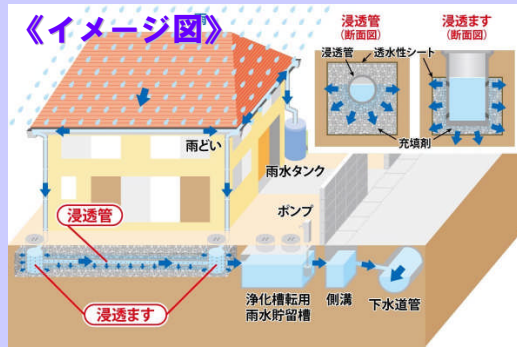 《イメージ図》
浸透管
(断面図)
浸透ます
(断面図)
浸透管
透水性シート
充填剤
雨どい
雨水タンク
ポンプ
浸透管
浸透ます
浄化槽転用
雨水貯留槽
側溝
下水道管